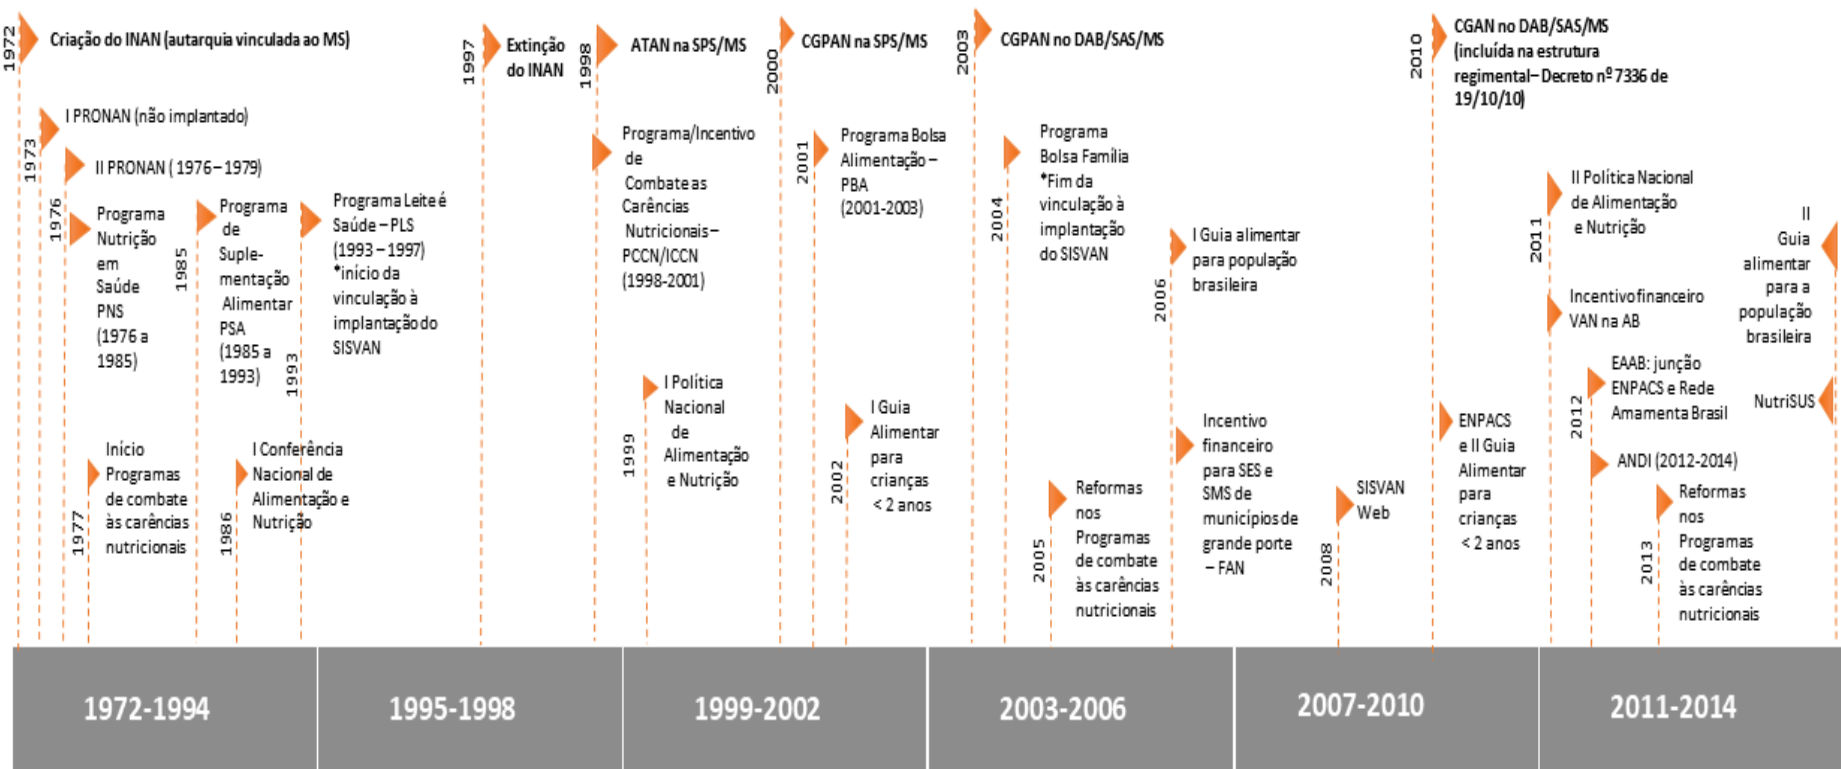 1972
Criação do INAN (autarquia vinculada ao MS)
1973
I PRONAN (não implantado)
1976
II PRONAN ( 1976 – 1979)
Programa
Nutrição
em
Saúde
PNS
(1976 a
1985)
1977
Início
Programas
de combate
às carências
nutricionais
1985
Programa
de
Suple-
mentação
Alimentar
PSA
(1985 a
1993)
1986
I Conferência
Nacional de
Alimentação e
Nutrição
1993
Programa Leite é
Saúde – PLS
(1993 – 1997)
*início da
vinculação à
implantação do
SISVAN
1997
Extinção
do INAN
1998
ATAN na SPS/MS
Programa/Incentivo
de
Combate as
Carências
Nutricionais –
PCCN/ICCN
(1998-2001)
1999
I Política
Nacional
de
Alimentação
e Nutrição
2000
CGPAN na SPS/MS
2001
Programa Bolsa
Alimentação –
PBA
(2001-2003)
2002
I Guia
Alimentar
para
crianças
< 2 anos
2003
CGPAN no DAB/SAS/MS
2004
Programa
Bolsa Família
*Fim da
vinculação à
implantação
do SISVAN
2005
Reformas
nos
Programas
de combate
às carências
nutricionais
2006
I Guia alimentar
para população
brasileira
Incentivo
financeiro
para SES e
SMS de
municípios de
grande porte
– FAN
2008
SISVAN
Web
2010
CGAN no DAB/SAS/MS
(incluída na estrutura
regimental– Decreto nº 7336 de
19/10/10)
ENPACS
e II Guia
Alimentar
para
crianças
< 2 anos
2011
II Política Nacional
de Alimentação
e Nutrição
Incentivo financeiro
VAN na AB
2012
EAAB: junção
ENPACS e Rede
Amamenta Brasil
ANDI (2012-2014)
2013
Reformas
nos
Programas
de combate
às carências
nutricionais
II
Guia
alimentar
para a
população
brasileira
NutriSUS
1972-1994
1995-1998
1999-2002
2003-2006
2007-2010
2011-2014